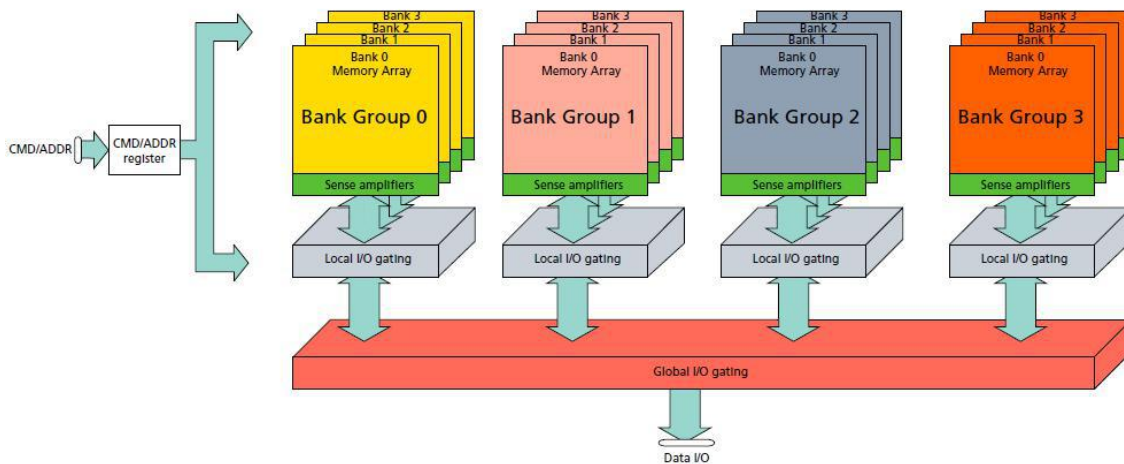 Bank 3
Bank 2
Bank 1
Bank 0
Memory Array
Bank Group 0
Sense amplifiers
Local I/O gating
Bank 3
Bank 2
Bank 1
Bank 0
Memory Array
Bank Group 1
Sense amplifiers
Local I/O gating
Bank 3
Bank 2
Bank 1
Bank 0
Memory Array
Bank Group 2
Sense amplifiers
Local I/O gating
Bank 3
Bank 2
Bank 1
Bank 0
Memory Array
Bank Group 3
Sense amplifiers
Local I/O gating
CMD/ADDR
CMD/ADDR
register
Global I/O gating
Data I/O